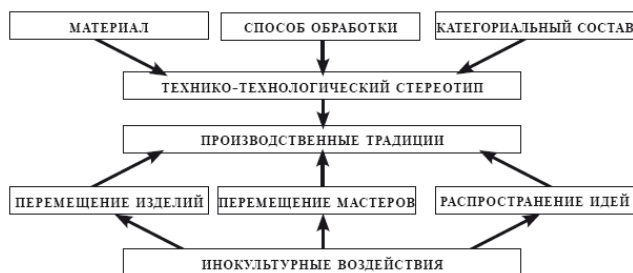 МАТЕРИАЛ
СПОСОБ ОБРАБОТКИ
КАТЕГОРИАЛЬНЫЙ СОСТАВ
ТЕХНИКО-ТЕХНОЛОГИЧЕСКИЙ СТЕРЕОТИП
ПРОИЗВОДСТВЕННЫЕ ТРАДИЦИИ
ПЕРЕМЕЩЕНИЕ ИЗДЕЛИЙ
ПЕРЕМЕЩЕНИЕ МАСТЕРОВ
РАСПРОСТРАНЕНИЕ ИДЕЙ
ИНОКУЛЬТУРНЫЕ ВОЗДЕЙСТВИЯ